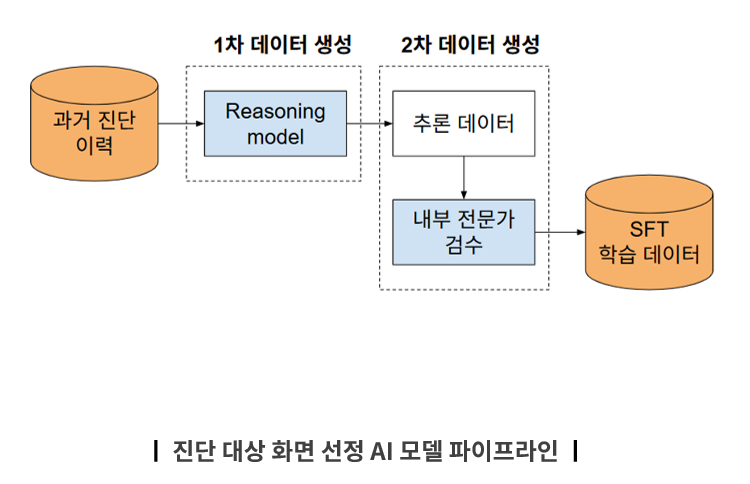 1차 데이터 생성
2차 데이터 생성
과거 진단
이력
Reasoning
model
추론 데이터
내부 전문가
검수
SFT
학습 데이터
| 진단 대상 화면 선정 AI 모델 파이프라인 |